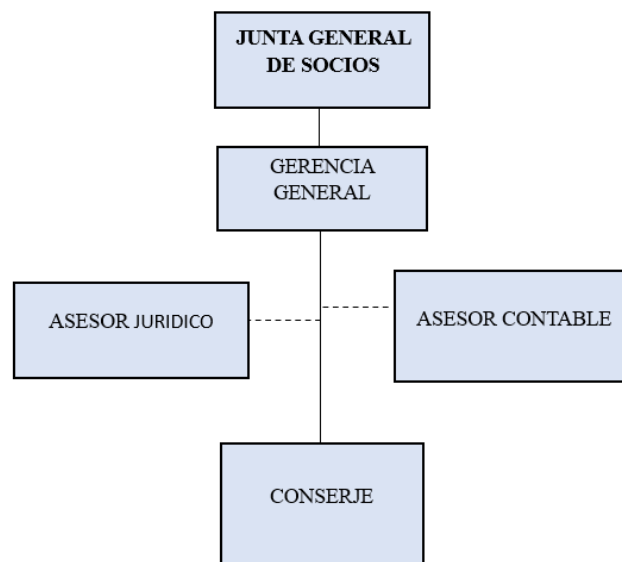 JUNTA GENERAL
DE SOCIOS
GERENCIA
GENERAL
ASESOR JURIDICO
ASESOR CONTABLE
CONSERJE